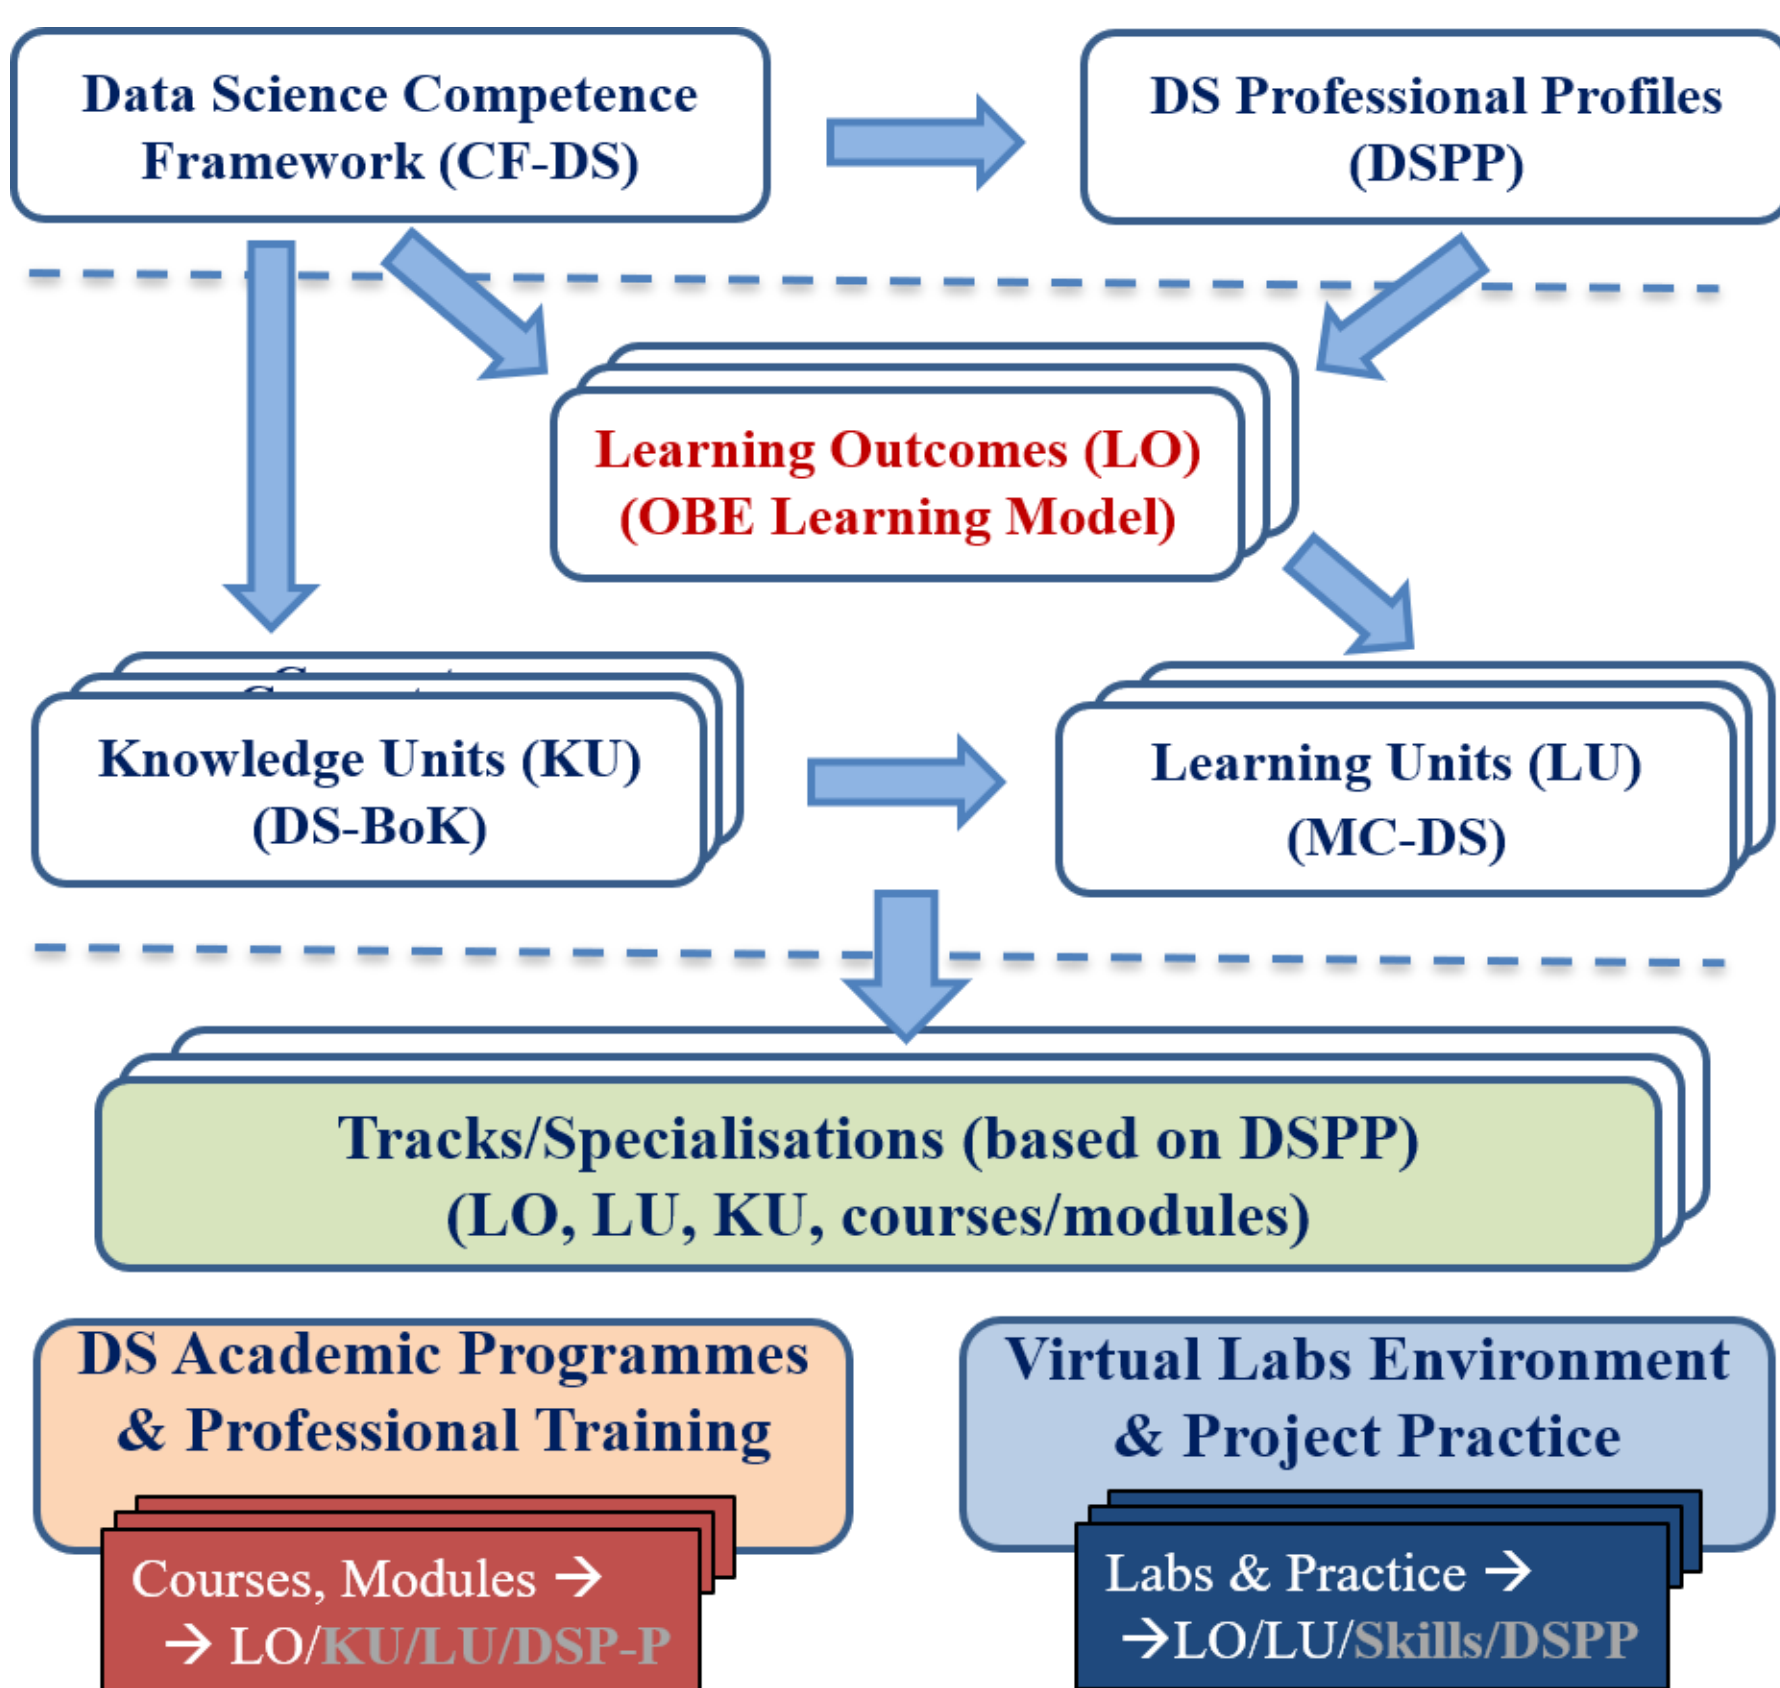 Data Science Competence
Framework (CF-DS)
DS Professional Profiles
(DSPP)
Learning Outcomes (LO)
(OBE Learning Model)
Knowledge Units (KU)
(DS-BoK)
Learning Units (LU)
(MC-DS)
Tracks/Specialisations (based on DSPP)
(LO, LU, KU, courses/modules)
DS Academic Programmes
& Professional Training
Courses, Modules →
→ LO/KU/LU/DSP-P
Virtual Labs Environment
& Project Practice
Labs & Practice →
→LO/LU/Skills/DSPP